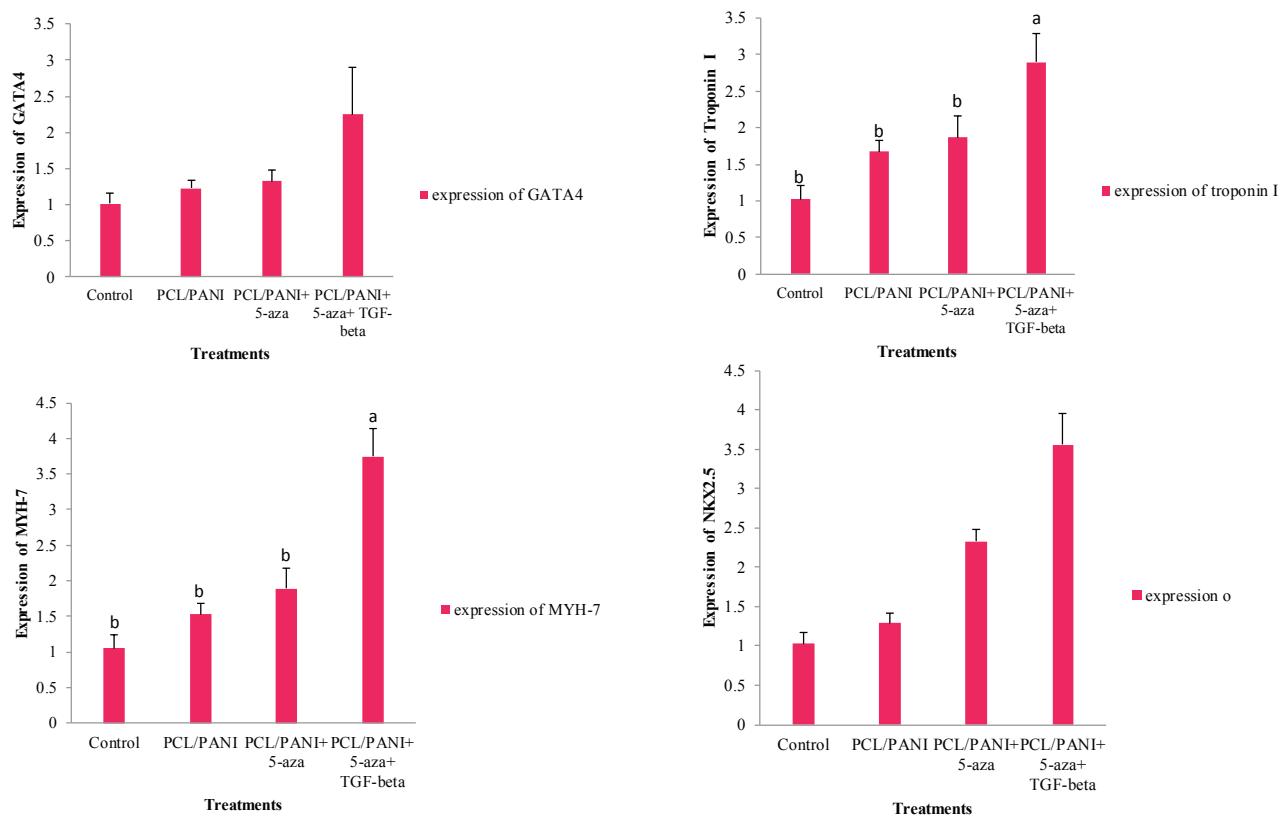 3.5
3
2.5
2
1.5
1
0.5
0
Expression of GATA4
Control
PCL/PANI
PCL/PANI+
5-aza
PCL/PANI+
5-aza+ TGF-
beta
Treatments
expression of GATA4
3.5
3
2.5
2
1.5
1
0.5
0
Expression of Troponin I
b
b
b
a
Control
PCL/PANI
PCL/PANI+
5-aza
PCL/PANI+
5-aza+
TGF-beta
Treatments
expression of troponin I
4.5
4
3.5
3
2.5
2
1.5
1
0.5
0
Expression of MYH-7
b
b
b
a
Control
PCL/PANI
PCL/PANI+
5-aza
PCL/PANI+
5-aza+
TGF-beta
Treatments
expression of MYH-7
4.5
4
3.5
3
2.5
2
1.5
1
0.5
0
Expression of NKX2.5
Control
PCL/PANI
PCL/PANI+
5-aza
PCL/PANI+
5-aza+
TGF-beta
Treatments
expression o